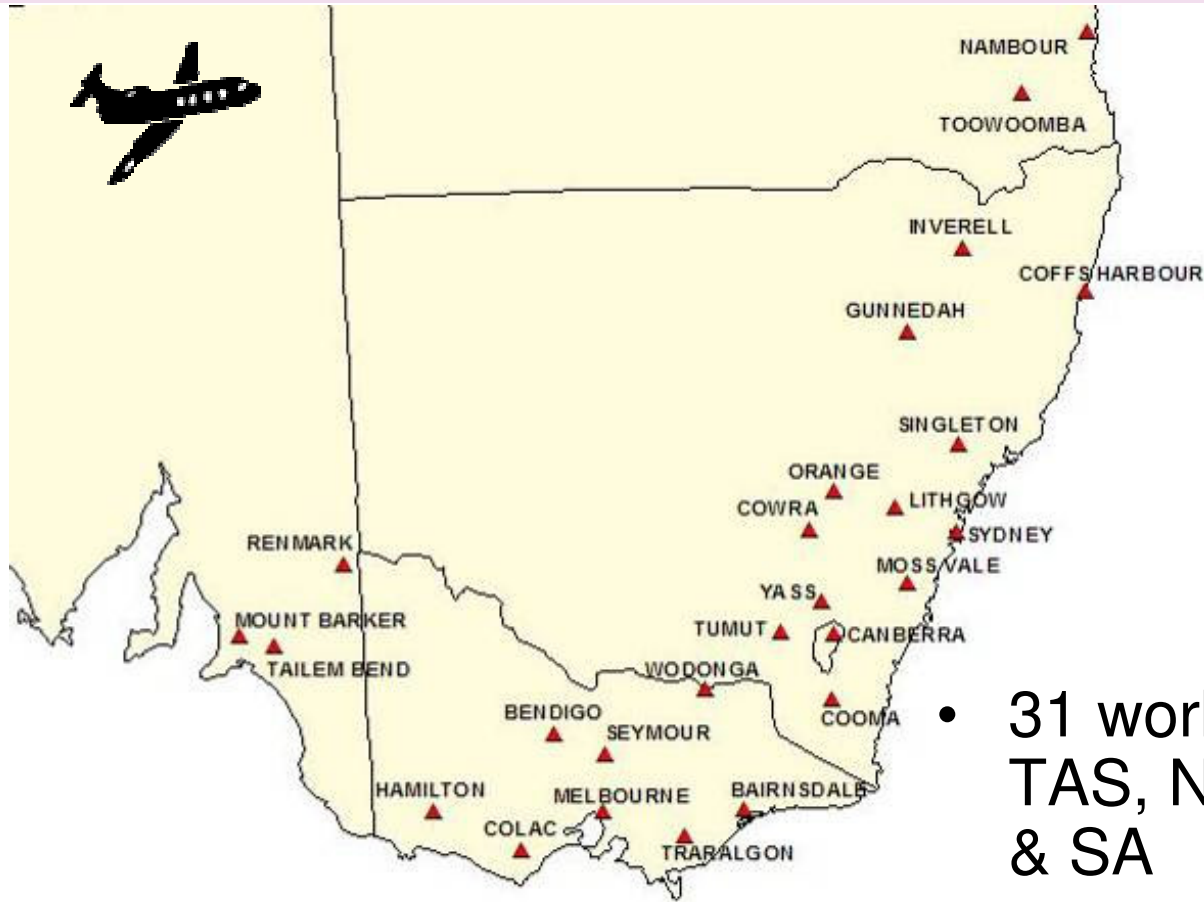 NAMBOUR
TOOWOOMBA
INVERELL
COFFS HARBOUR
GUNNEDAH
SINGLETON
ORANGE
LITHGOW
COWRA
SYDNEY
RENMARK
MOSS VALE
YASS
MOUNT BARKER
TUMUT
CANBERRA
TAILEM BEND
WODONGA
BENDIGO
COOMA
SEYMOUR
HAMILTON
MELBOURNE
BAIRNSDALE
COLAC
TRARALGON
• 31
TAS,
& SA